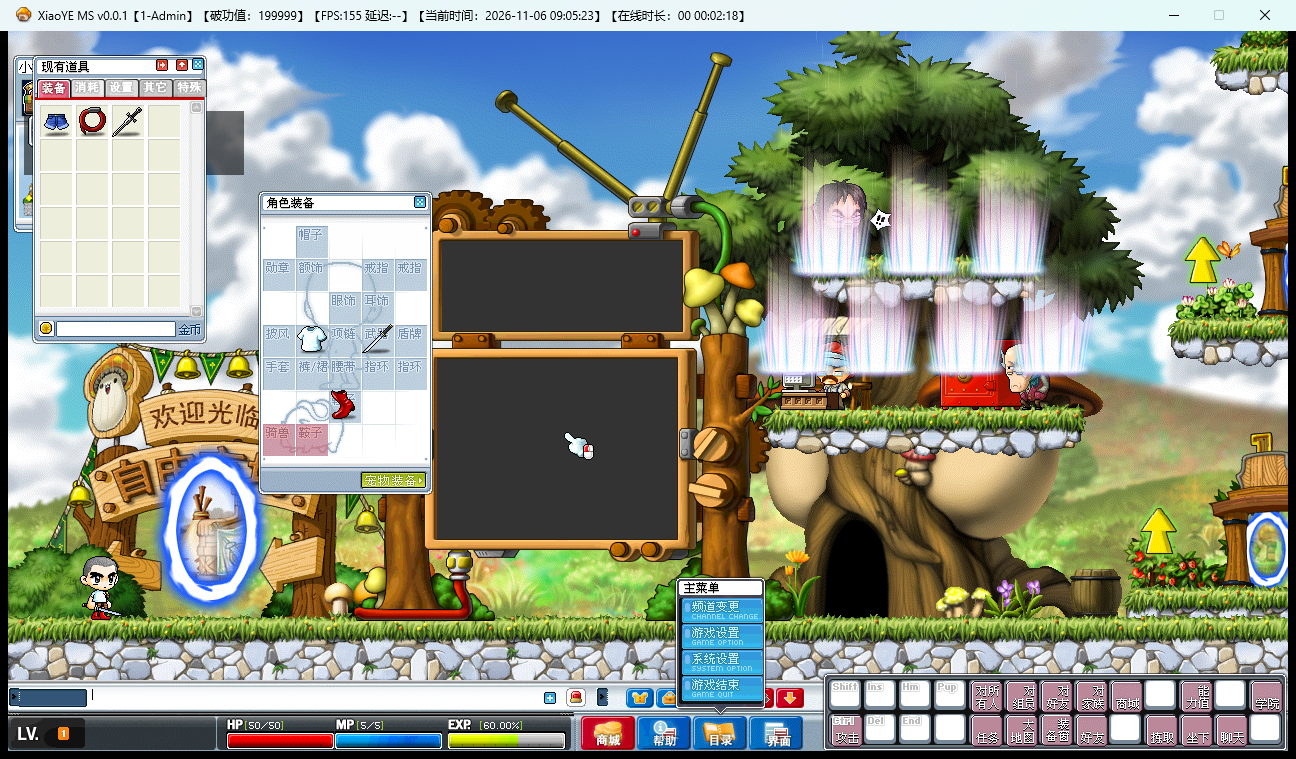 XiaoYE MS v0.0.1【1-Admin】【破功值：199999】【FPS:155 延迟:--】【当前时间：2026-11-06 09:05:23】【在线时长：00 00:02:18】
小
现有道具
装备 消耗 设置 其它 特殊
金币
角色装备
帽子
勋章 额饰 戒指 戒指
眼饰 耳饰
披风 项链 武器 盾牌
手套 裤/裙 腰带 指环 指环
骑兽 鞍子
宠物装备
欢迎光临
自由
主菜单
频道变更
CHANNEL CHANGE
游戏设置
GAME OPTION
系统设置
SYSTEM OPTION
游戏结束
GAME QUIT
LV. 1
HP[50/50] MP[5/5] EXP. [60.00%]
商城 帮助 目录 界面
Shift Ins Hm Pup 对所有人 对组员 对好友 对家族 大商城 能力值 学院
Ctrl 攻击 Del End 任务 大地图 装备窗 好友 拣取 坐下 聊天